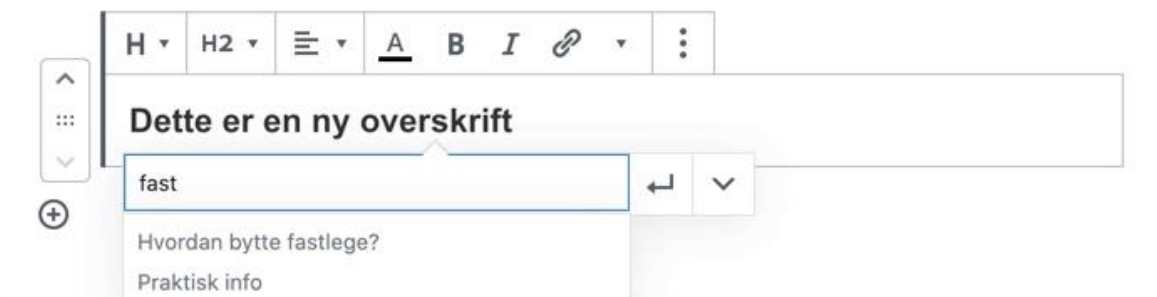 H H2 A B I
Dette er en ny overskrift
fast
Hvordan bytte fastlege?
Praktisk info